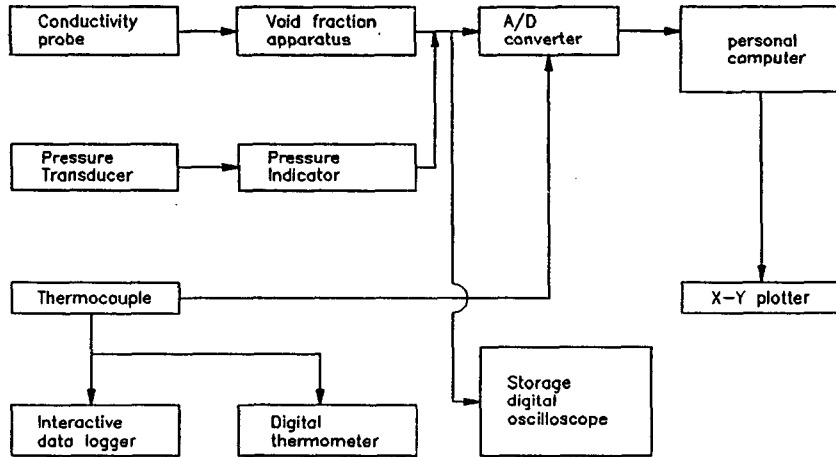 Conductivity
probe
Void fraction
apparatus
A/D
converter
personal
computer
Pressure
Transducer
Pressure
Indicator
Thermocouple
X-Y plotter
Interactive
data logger
Digital
thermometer
Storage
digital
oscilloscope